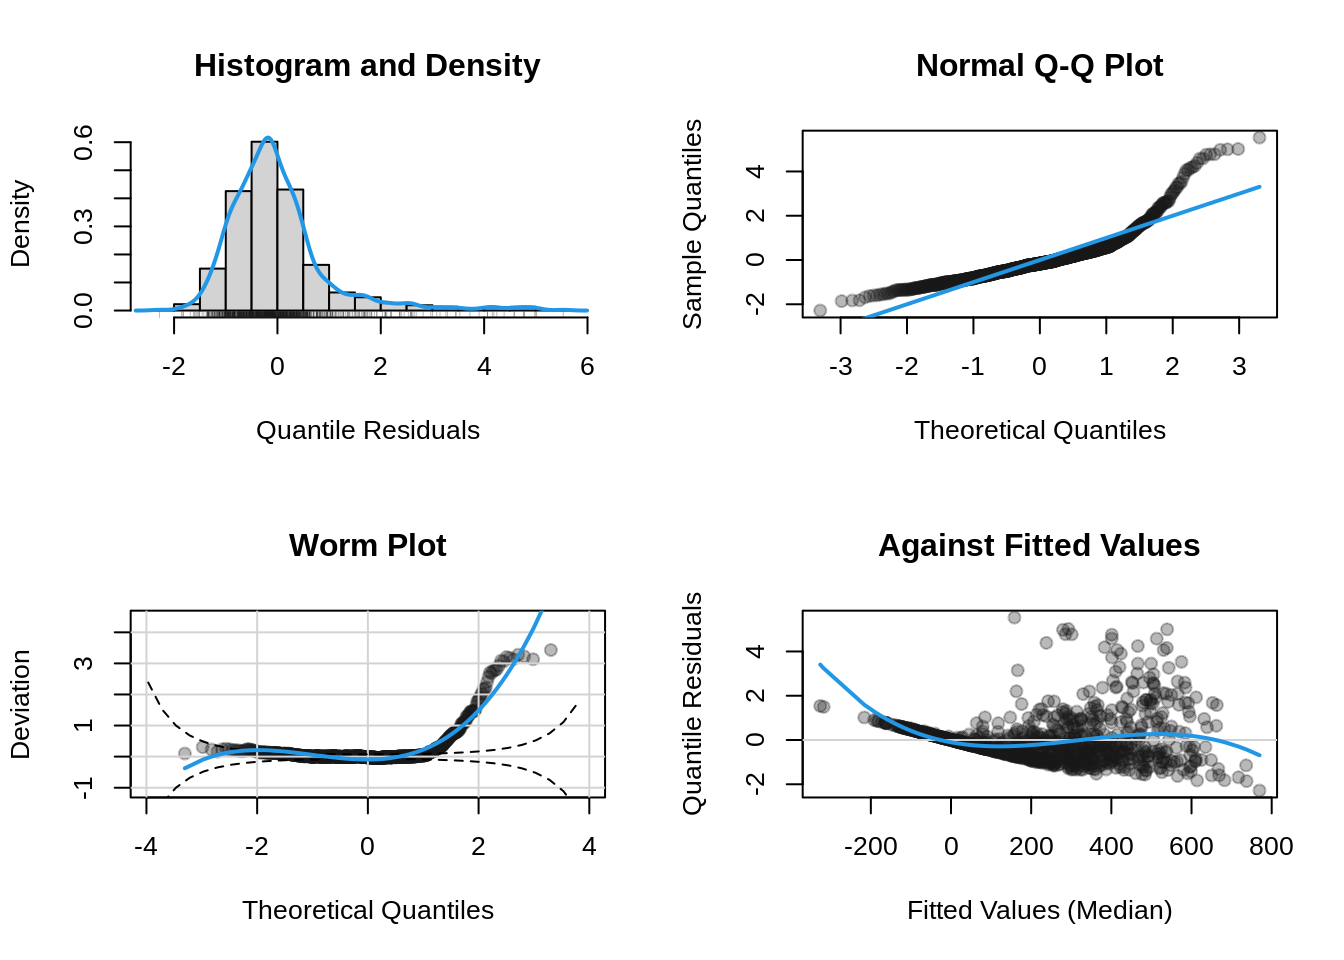 Histogram and Density
Density
0.0 0.3 0.6
-2 0 2 4 6
Quantile Residuals
Normal Q-Q Plot
Sample Quantiles
-2 0 2 4
-3 -2 -1 0 1 2 3
Theoretical Quantiles
Worm Plot
Deviation
-1 1 3
-4 -2 0 2 4
Theoretical Quantiles
Against Fitted Values
Quantile Residuals
-2 0 2 4
-200 0 200 400 600 800
Fitted Values (Median)